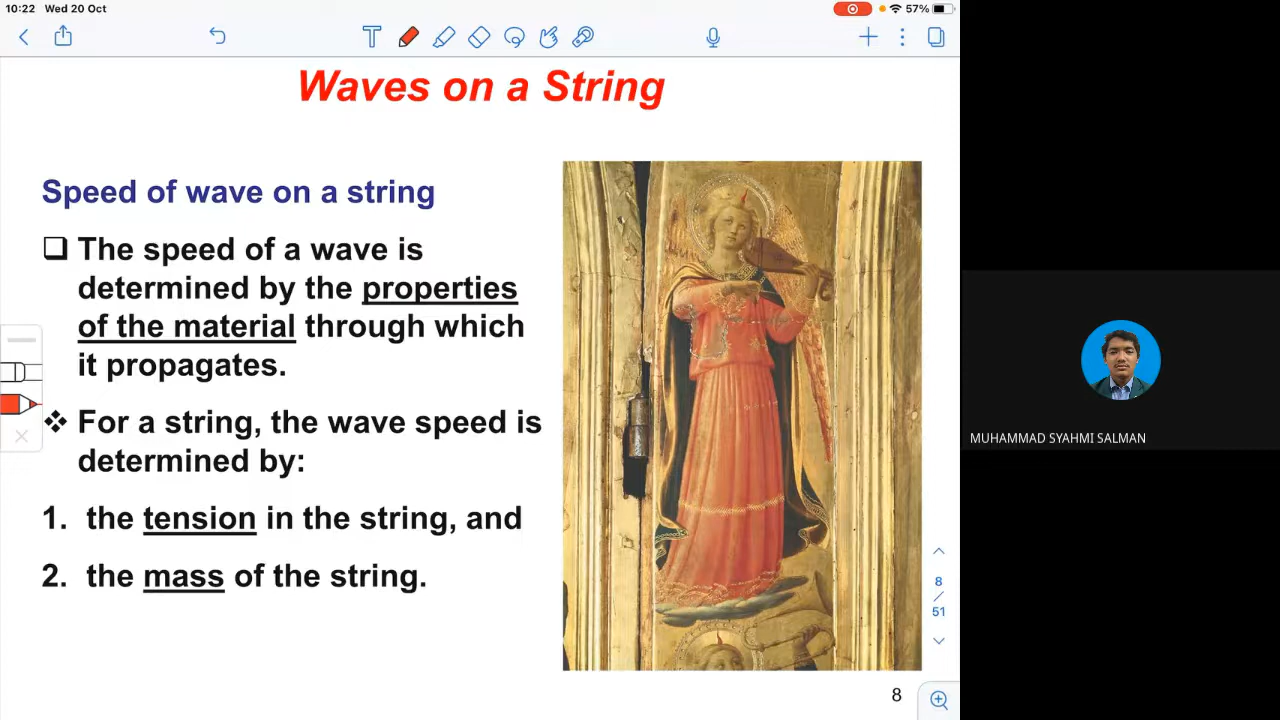 10:22 Wed 20 Oct
57%
T
Waves on a String
Speed of wave on a string
❑ The speed of a wave is
determined by the properties
of the material through which
it propagates.
❖ For a string, the wave speed is
determined by:
1. the tension in the string, and
2. the mass of the string.
8
/
51
8
MUHAMMAD SYAHMI SALMAN